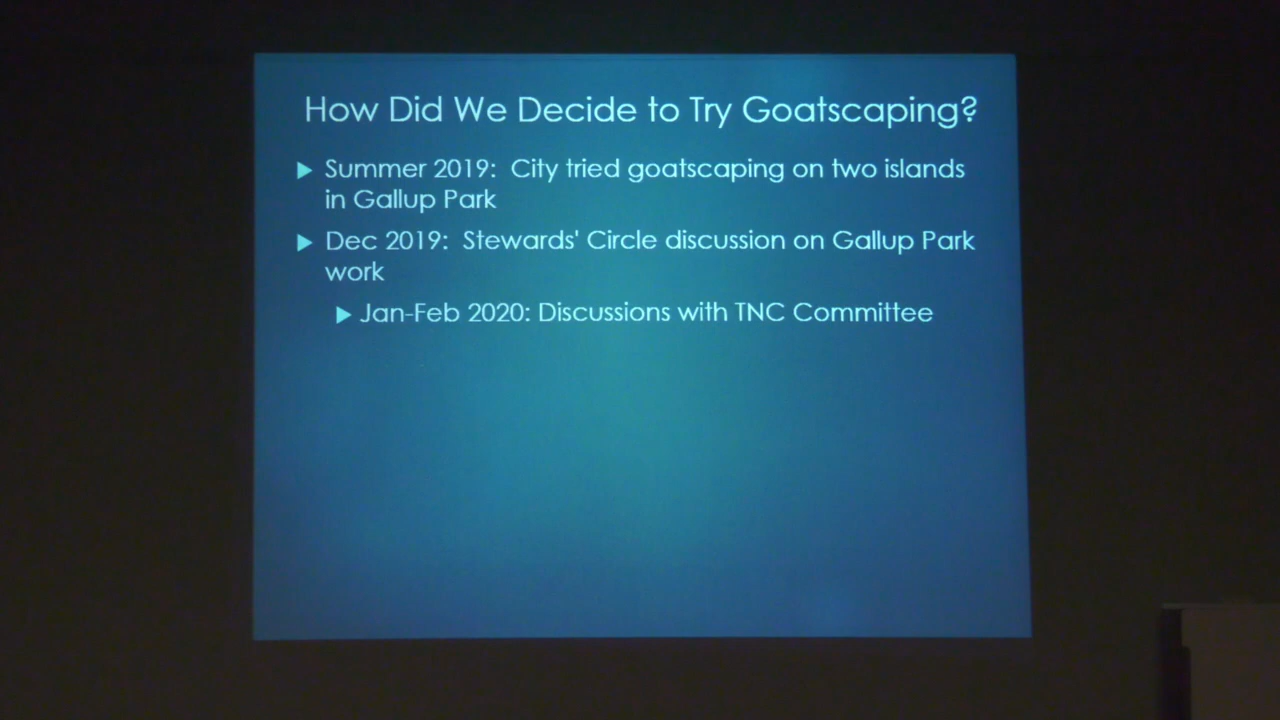 How Did We Decide to Try Goatscaping?
Summer 2019: City tried goatscaping on two islands
in Gallup Park
Dec 2019: Stewards' Circle discussion on Gallup Park
work
Jan-Feb 2020: Discussions with TNC Committee